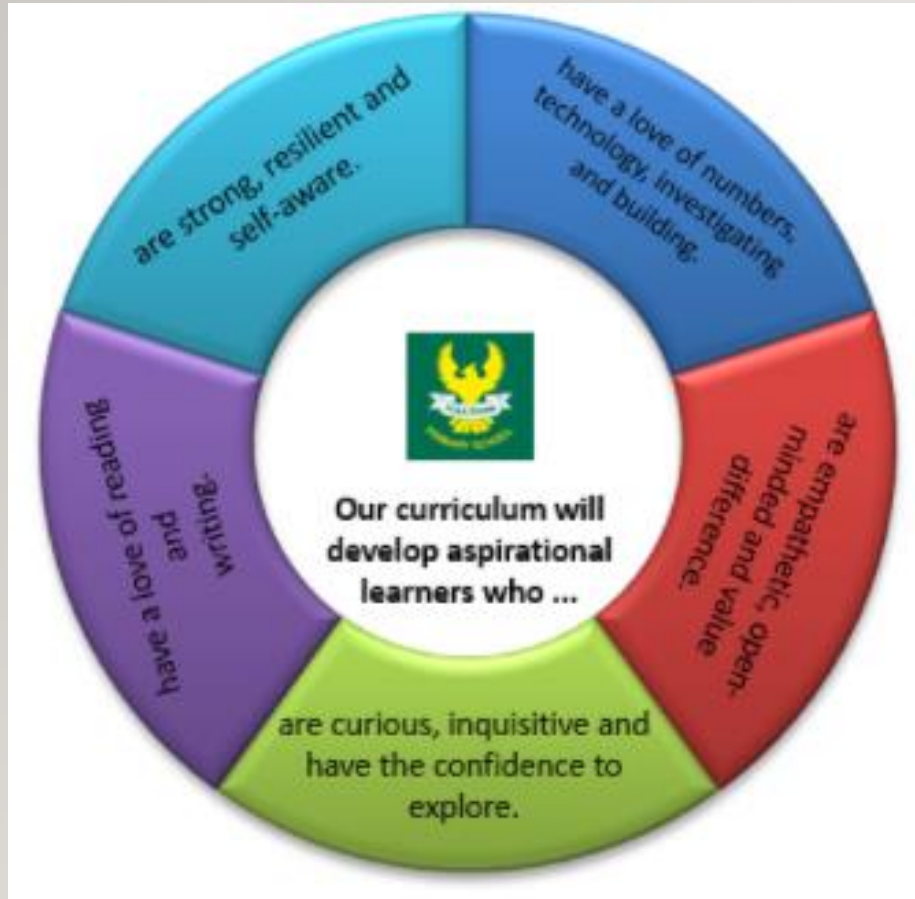 Our curriculum will
develop aspirational
learners who ...
have a love of numbers,
technology, investigating
and building.
are empathetic, open-
minded and value
difference.
are curious, inquisitive and
have the confidence to
explore.
have a love of reading
and
writing.
are strong, resilient and
self-aware.
PRIMARY SCHOOL